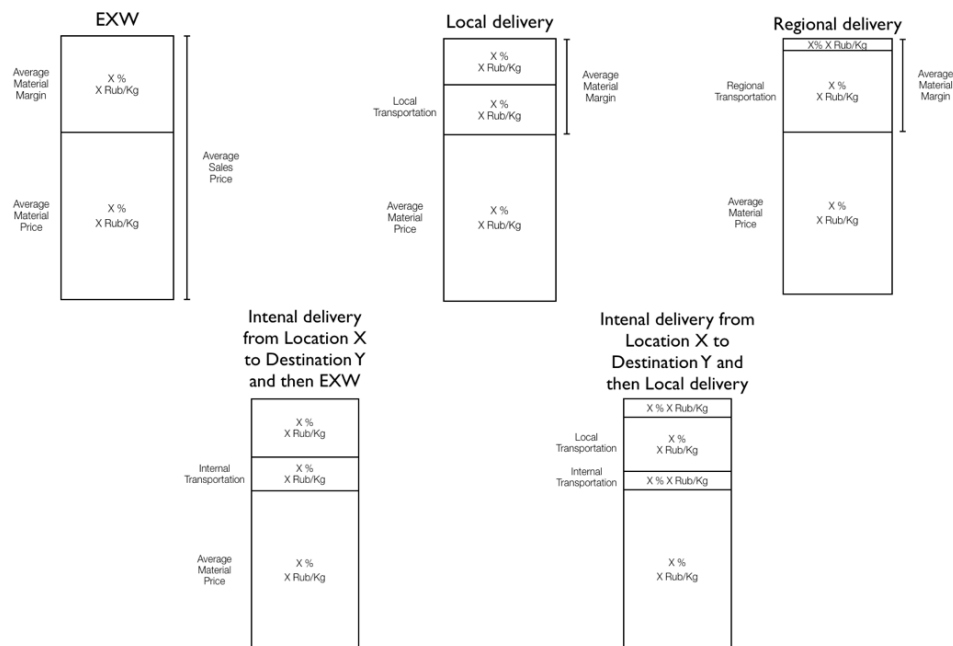 EXW
Average
Material
Margin
X %
X Rub/Kg
Average
Material
Price
X %
X Rub/Kg
Average
Sales
Price
Local delivery
X %
X Rub/Kg
Local
Transportation
X %
X Rub/Kg
Average
Material
Margin
Average
Material
Price
X %
X Rub/Kg
Regional delivery
X% X Rub/Kg
Regional
Transportation
X %
X Rub/Kg
Average
Material
Margin
Average
Material
Price
X %
X Rub/Kg
Intenal delivery
from Location X
to Destination Y
and then EXW
X %
X Rub/Kg
Internal
Transportation
X %
X Rub/Kg
Average
Material
Price
X %
X Rub/Kg
Intenal delivery from
Location X to
Destination Y and
then Local delivery
X % X Rub/Kg
Local
Transportation
X %
X Rub/Kg
Internal
Transportation
X % X Rub/Kg
X %
X Rub/Kg